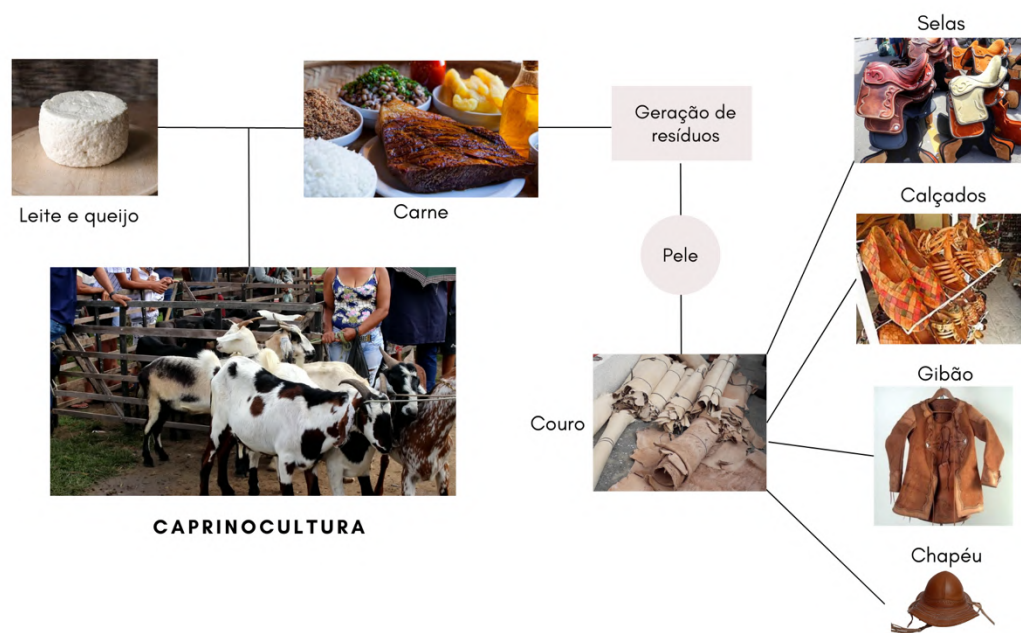 Selas
Geração de
resíduos
Leite e queijo
Carne
Calçados
Pele
Gibão
Couro
CAPRINOCULTURA
Chapéu